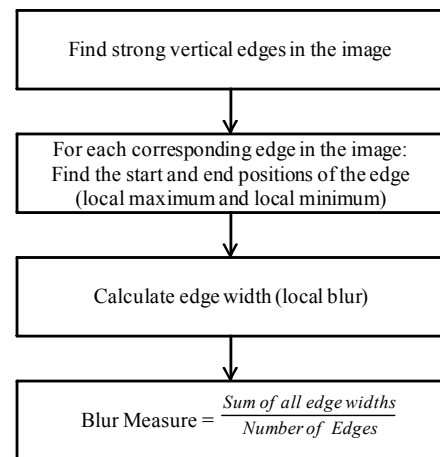 Find strong vertical edges in the image
For each corresponding edge in the image:
Find the start and end positions of the edge
(local maximum and local minimum)
Calculate edge width (local blur)
Blur Measure = Sum of all edge widths / Number of Edges